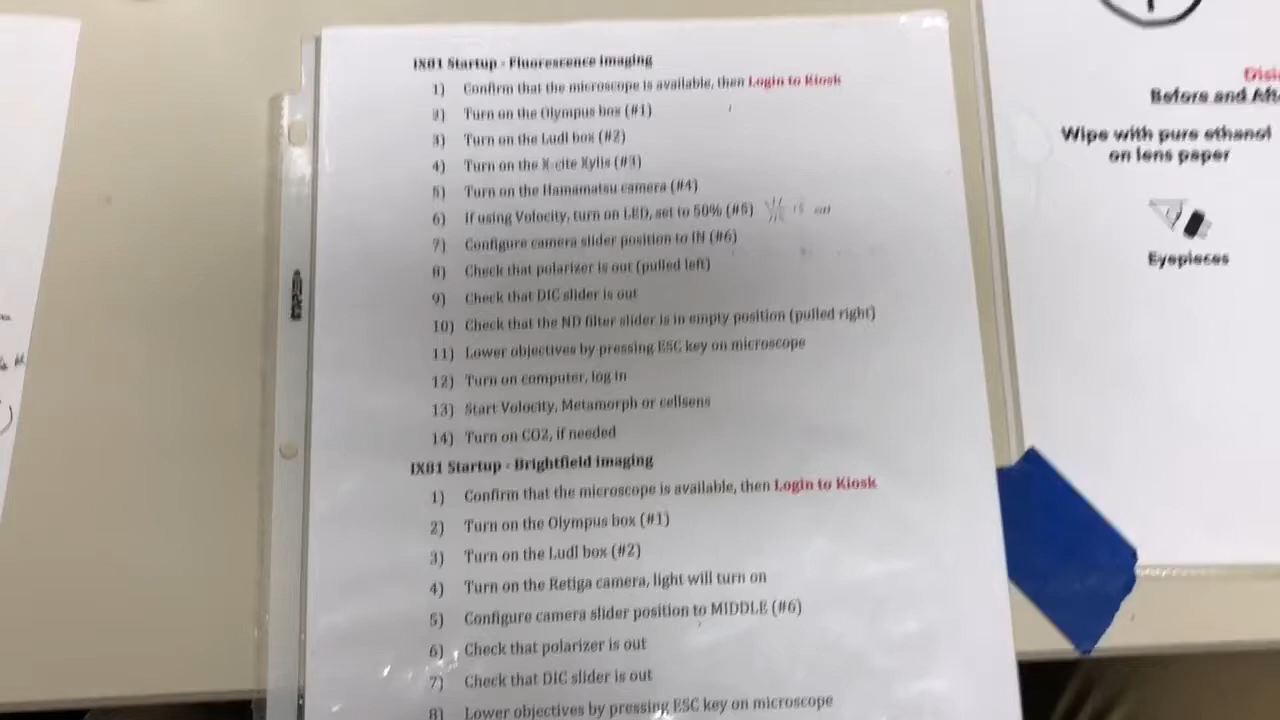 IX81 Startup - Fluorescence imaging
1) Confirm that the microscope is available, then Login to Kiosk
2) Turn on the Olympus box (#1)
3) Turn on the Ludl box (#2)
4) Turn on the X-cite Xylis (#3)
5) Turn on the Hamamatsu camera (#4)
6) If using Volocity, turn on LED, set to 50% (#5)
7) Configure camera slider position to IN (#6)
8) Check that polarizer is out (pulled left)
9) Check that DIC slider is out
10) Check that the ND filter slider is in empty position (pulled right)
11) Lower objectives by pressing ESC key on microscope
12) Turn on computer, log in
13) Start Volocity, Metamorph or cellsens
14) Turn on CO2, if needed
IX81 Startup - Brightfield imaging
1) Confirm that the microscope is available, then Login to Kiosk
2) Turn on the Olympus box (#1)
3) Turn on the Ludl box (#2)
4) Turn on the Retiga camera, light will turn on
5) Configure camera slider position to MIDDLE (#6)
6) Check that polarizer is out
7) Check that DIC slider is out
8) Lower objectives by pressing ESC key on microscope
Before and
Wipe with pure ethanol
on lens paper
Eyepieces